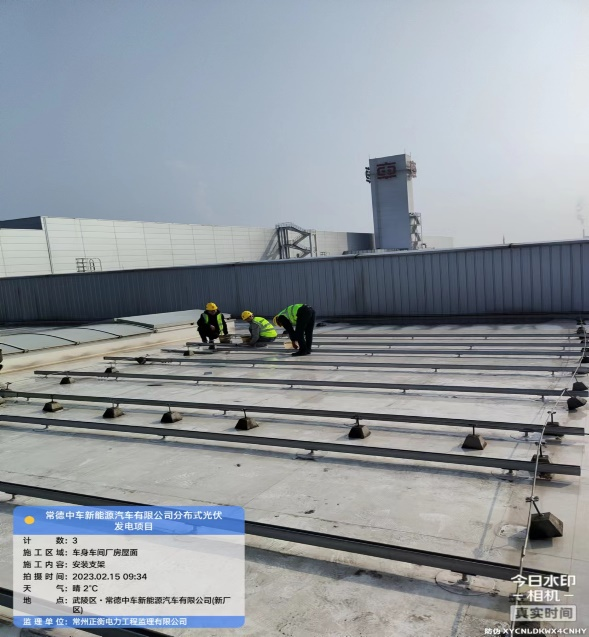 常德中车新能源汽车有限公司分布式光伏
发电项目
计 数：3
施工区域：车身车间厂房屋面
施工内容：安装支架
拍摄时间：2023.02.15 09:34
天 气：晴 2℃
地 点：武陵区·常德中车新能源汽车有限公司(新厂
区)
监理单位：常州正衡电力工程监理有限公司
今日水印
相机
真实时间
防伪 XYCNLDKWX4CNHY